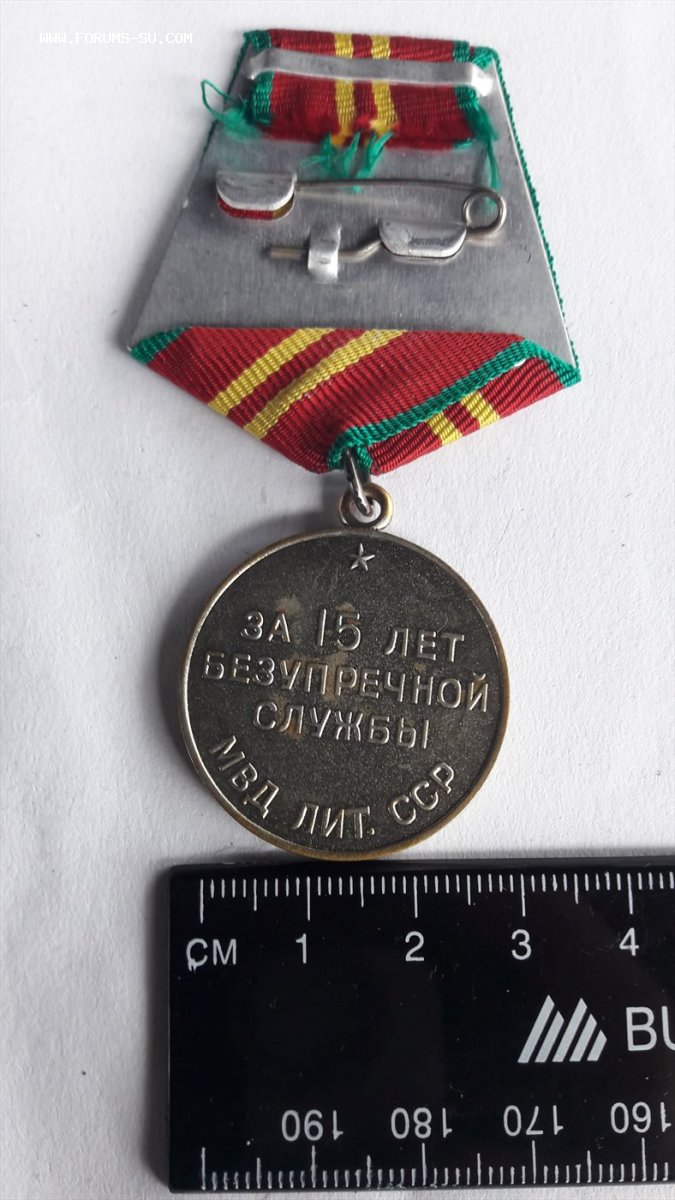 WWW.FORUMS-SU.COM
ЗА 15 ЛЕТ
БЕЗУПРЕЧНОЙ
СЛУЖБЫ
МВД ЛИТ. ССР
СМ 1 2 3 4
BU
190 180 170 160